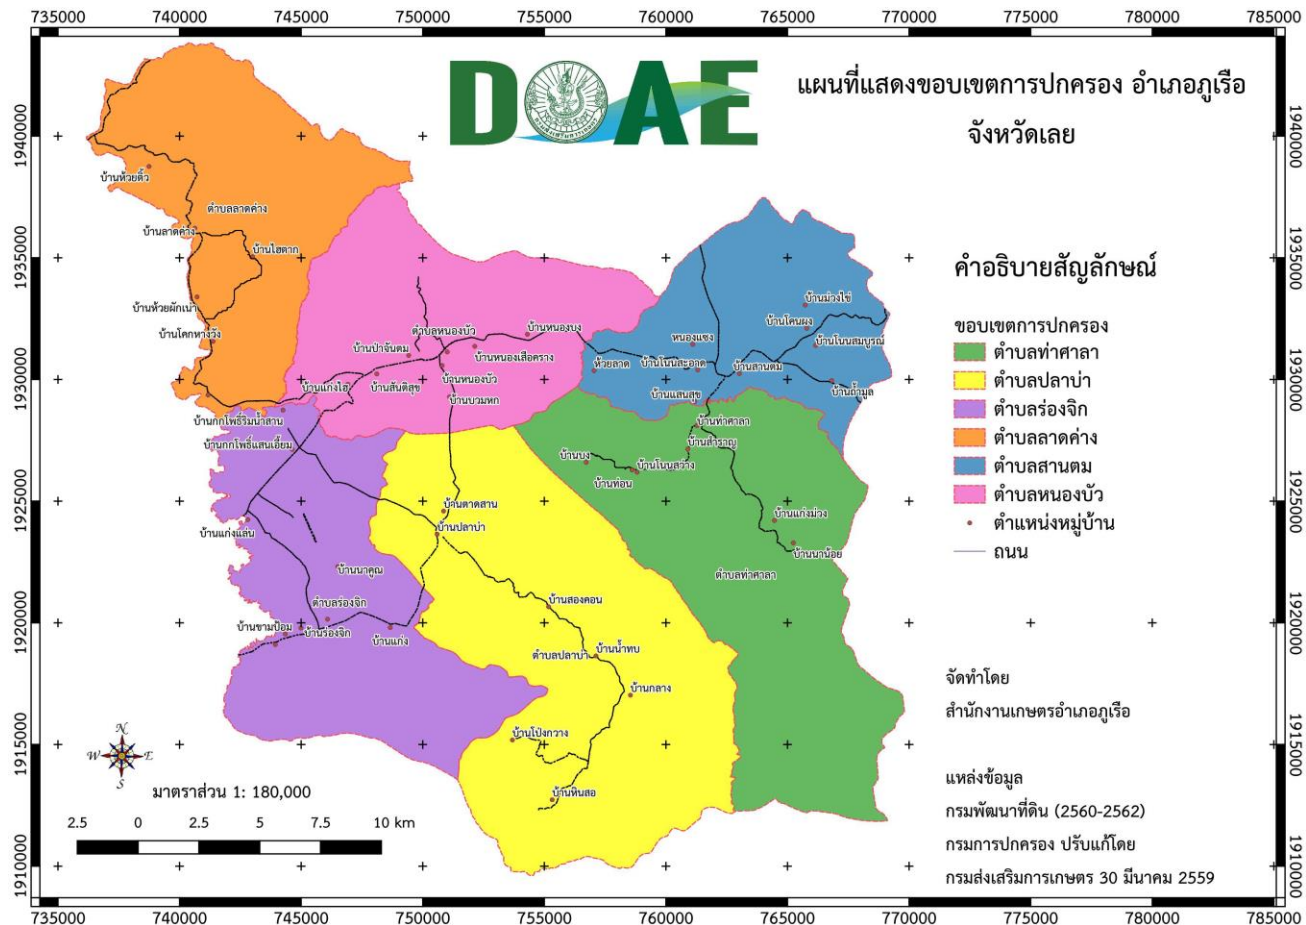 735000 740000 745000 750000 755000 760000 765000 770000 775000 780000 785000
DOAE
แผนที่แสดงขอบเขตการปกครอง อำเภอภูเรือ
จังหวัดเลย
1940000 1940000
บ้านห้วยติ้ว
ตำบลลาดค่าง
บ้านลาดค่าง
บ้านไฮตาก
1935000 1935000
บ้านห้วยผักเน่า
บ้านโคกหางวัง
ตำบลหนองบัว
บ้านหนองบง
บ้านป่าจันตม
บ้านหนองเสือคราง
บ้านแก่งไฮ
บ้านสันติสุข
บ้านหนองบัว
บ้านบวมหก
บ้านม่วงไข่
บ้านโคนผง
หนองแซง
บ้านโนนสมบูรณ์
ห้วยลาด
บ้านโนนสะอาด
บ้านสานตม
บ้านแสนสุข
บ้านถ้ำมูล
1930000 1930000
บ้านกกโพธิ์ริมน้ำสาน
บ้านกกโพธิ์แสนเอี้ยม
บ้านท่าศาลา
บ้านสำราญ
บ้านบง
บ้านโนนสว่าง
บ้านท่อน
1925000 1925000
บ้านตาดสาน
บ้านปลาบ่า
บ้านแก่งม่วง
บ้านนาน้อย
บ้านแก่งแล่น
บ้านนาคูณ
ตำบลท่าศาลา
ตำบลร่องจิก
บ้านสองคอน
บ้านขามป้อม
บ้านร่องจิก
บ้านแก่ง
1920000 1920000
ตำบลปลาบ่า
บ้านน้ำทบ
บ้านกลาง
บ้านโป่งกวาง
1915000 1915000
บ้านหินสอ
1910000 1910000
คำอธิบายสัญลักษณ์
ขอบเขตการปกครอง
ตำบลท่าศาลา
ตำบลปลาบ่า
ตำบลร่องจิก
ตำบลลาดค่าง
ตำบลสานตม
ตำบลหนองบัว
ตำแหน่งหมู่บ้าน
ถนน
จัดทำโดย
สำนักงานเกษตรอำเภอภูเรือ
แหล่งข้อมูล
กรมพัฒนาที่ดิน (2560-2562)
กรมการปกครอง ปรับแก้โดย
กรมส่งเสริมการเกษตร 30 มีนาคม 2559
N
W E
S
มาตราส่วน 1: 180,000
2.5 0 2.5 5 7.5 10 km
735000 740000 745000 750000 755000 760000 765000 770000 775000 780000 785000